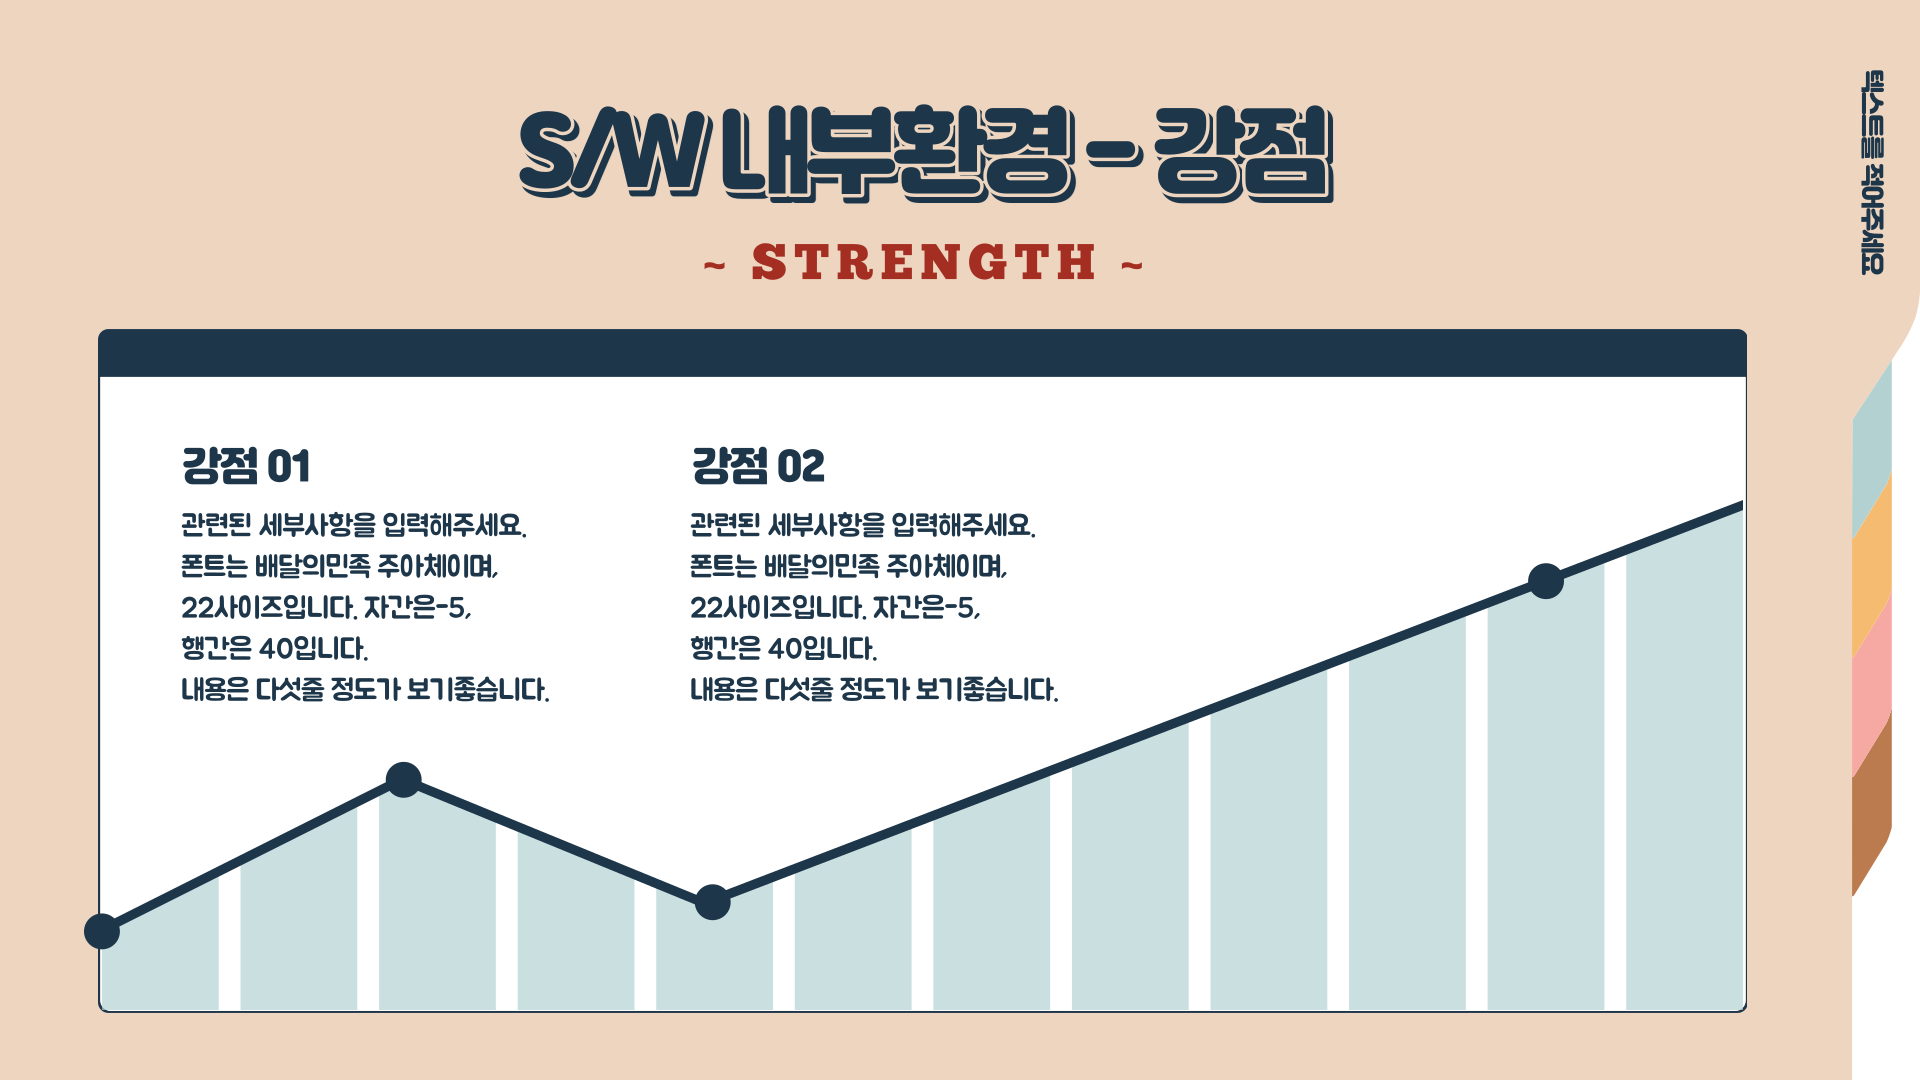 S/W 내부환경 - 강점
~ STRENGTH ~
강점 01
관련된 세부사항을 입력해주세요.
폰트는 배달의민족 주아체이며,
22사이즈입니다. 자간은-5,
행간은 40입니다.
내용은 다섯줄 정도가 보기좋습니다.
강점 02
관련된 세부사항을 입력해주세요.
폰트는 배달의민족 주아체이며,
22사이즈입니다. 자간은-5,
행간은 40입니다.
내용은 다섯줄 정도가 보기좋습니다.
텍스트를 적어주세요